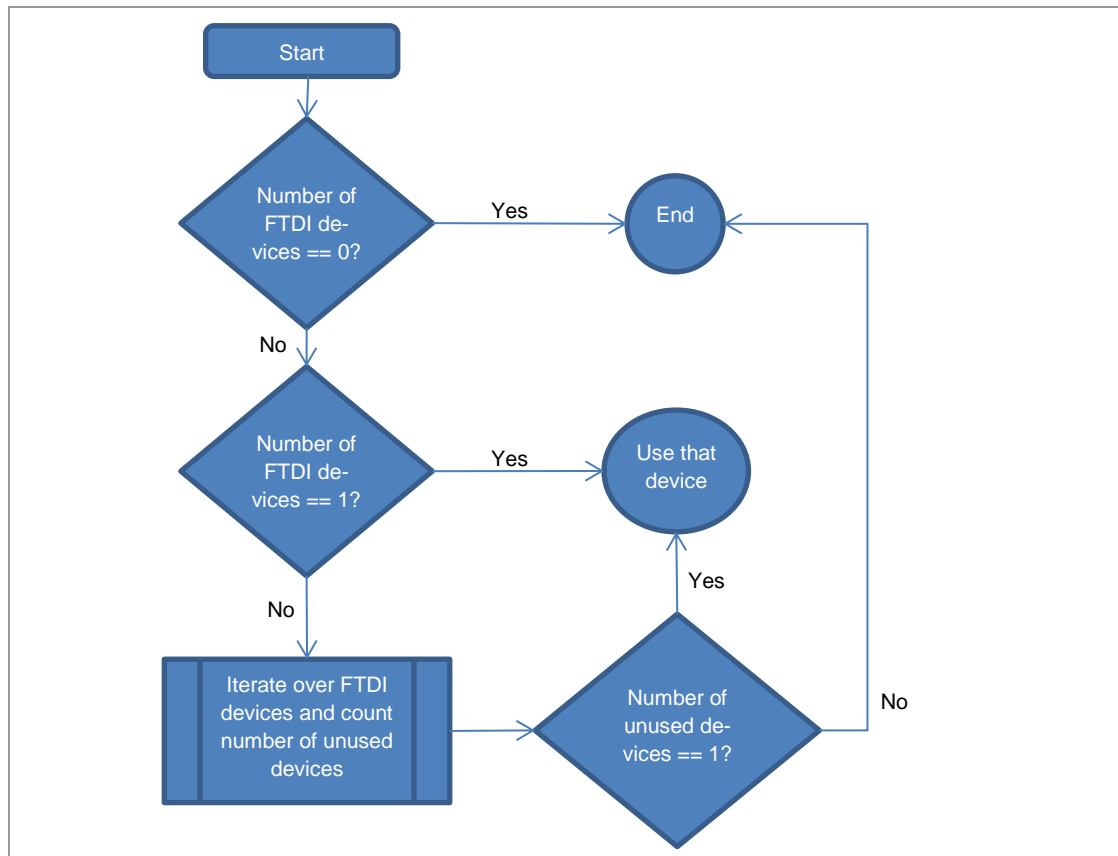 Start
Number of
FTDI de-
vices == 0?
Yes
End
No
Number of
FTDI de-
vices == 1?
Yes
Use that
device
No
Yes
Iterate over FTDI
devices and count
number of unused
devices
Number of
unused de-
vices == 1?
No